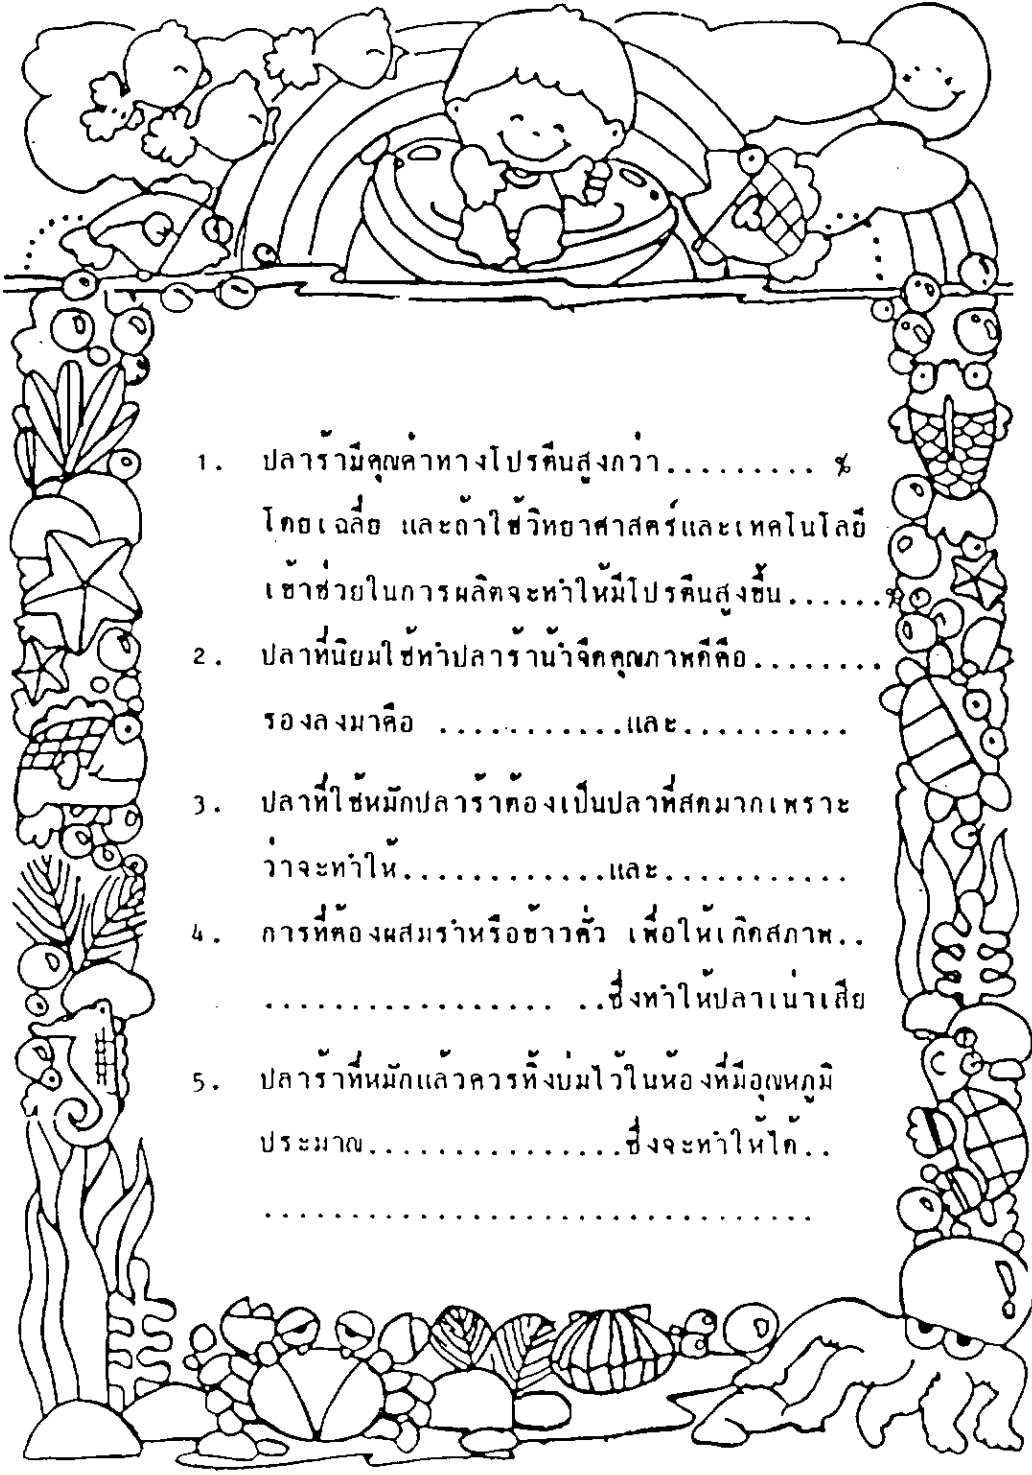 1. ปลาร้ามีคุณค่าทางโปรตีนสูงกว่า.......... %
โดยเฉลี่ย และถ้าใช้วิทยาศาสตร์และเทคโนโลยี
เข้าช่วยในการผลิตจะทำให้มีโปรตีนสูงขึ้น......%
2. ปลาที่นิยมใช้ทำปลาร้าน้ำจืดคุณภาพดีคือ.........
รองลงมาคือ ...........และ..........
3. ปลาที่ใช้หมักปลาร้าต้องเป็นปลาที่สดมากเพราะ
ว่าจะทำให้............และ...........
4. การที่ต้องผสมรำหรือข้าวคั่ว เพื่อให้เกิดสภาพ..
................. ..ซึ่งทำให้ปลาเน่าเสีย
5. ปลาร้าที่หมักแล้วควรทิ้งบ่มไว้ในห้องที่มีอุณหภูมิ
ประมาณ...............ซึ่งจะทำให้ได้..
................................